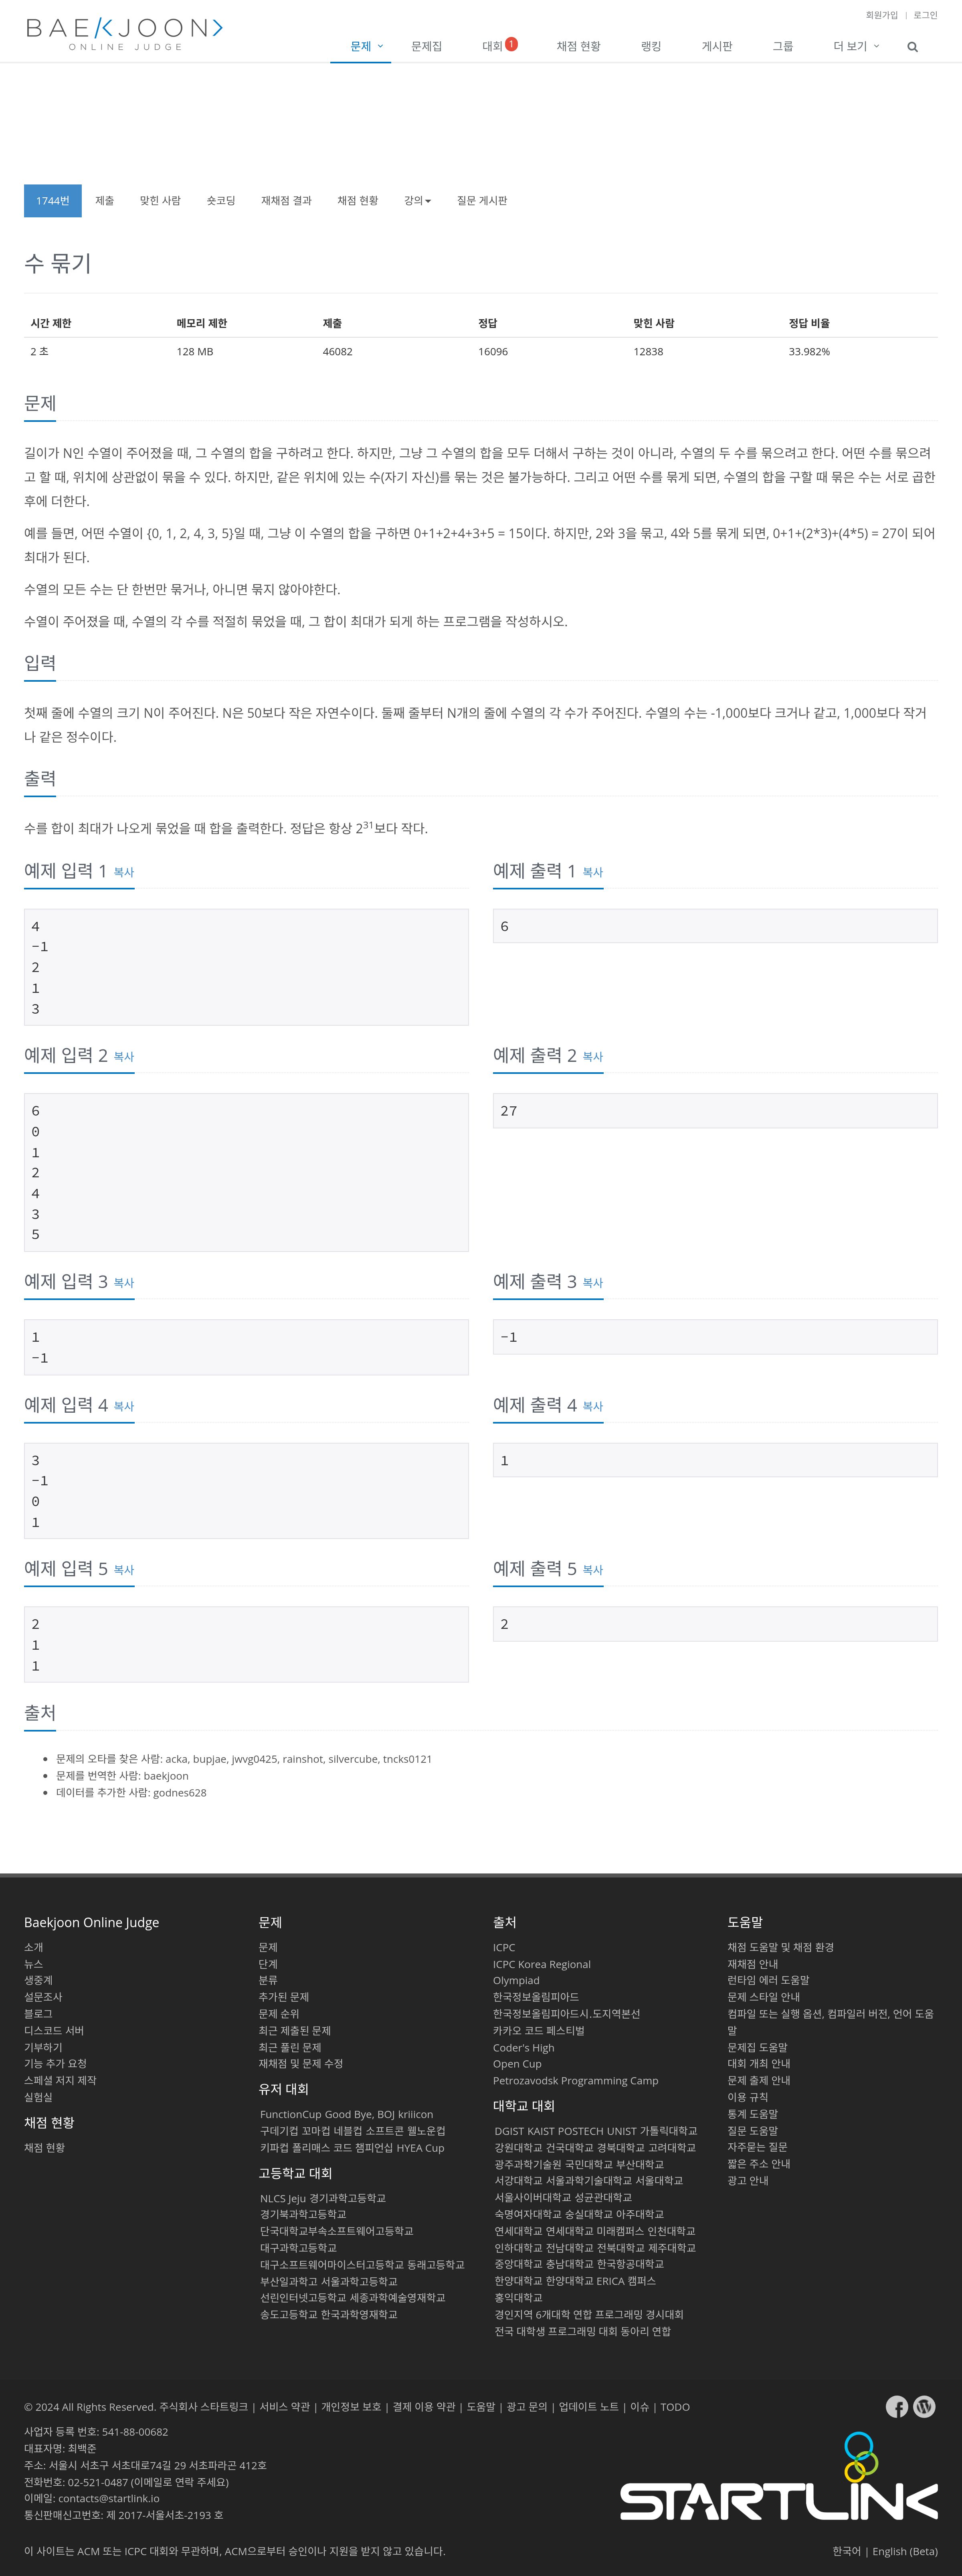 회원가입 | 로그인
BAEKJOON>
ONLINE JUDGE
문제 문제집 대회 1 채점 현황 랭킹 게시판 그룹 더 보기
1744번 제출 맞힌 사람 숏코딩 재채점 결과 채점 현황 강의 질문 게시판
수 묶기
시간 제한 메모리 제한 제출 정답 맞힌 사람 정답 비율
2 초 128 MB 46082 16096 12838 33.982%
문제
길이가 N인 수열이 주어졌을 때, 그 수열의 합을 구하려고 한다. 하지만, 그냥 그 수열의 합을 모두 더해서 구하는 것이 아니라, 수열의 두 수를 묶으려고 한다. 어떤 수를 묶으려
고 할 때, 위치에 상관없이 묶을 수 있다. 하지만, 같은 위치에 있는 수(자기 자신)를 묶는 것은 불가능하다. 그리고 어떤 수를 묶게 되면, 수열의 합을 구할 때 묶은 수는 서로 곱한
후에 더한다.
예를 들면, 어떤 수열이 {0, 1, 2, 4, 3, 5}일 때, 그냥 이 수열의 합을 구하면 0+1+2+4+3+5 = 15이다. 하지만, 2와 3을 묶고, 4와 5를 묶게 되면, 0+1+(2*3)+(4*5) = 27이 되어
최대가 된다.
수열의 모든 수는 단 한번만 묶거나, 아니면 묶지 않아야한다.
수열이 주어졌을 때, 수열의 각 수를 적절히 묶었을 때, 그 합이 최대가 되게 하는 프로그램을 작성하시오.
입력
첫째 줄에 수열의 크기 N이 주어진다. N은 50보다 작은 자연수이다. 둘째 줄부터 N개의 줄에 수열의 각 수가 주어진다. 수열의 수는 -1,000보다 크거나 같고, 1,000보다 작거
나 같은 정수이다.
출력
수를 합이 최대가 나오게 묶었을 때 합을 출력한다. 정답은 항상 2³¹보다 작다.
예제 입력 1 복사
4
-1
2
1
3
예제 출력 1 복사
6
예제 입력 2 복사
6
0
1
2
4
3
5
예제 출력 2 복사
27
예제 입력 3 복사
1
-1
예제 출력 3 복사
-1
예제 입력 4 복사
3
-1
0
1
예제 출력 4 복사
1
예제 입력 5 복사
2
1
1
예제 출력 5 복사
2
출처
문제의 오타를 찾은 사람: acka, bupjae, jwvg0425, rainshot, silvercube, tncks0121
문제를 번역한 사람: baekjoon
데이터를 추가한 사람: godnes628
Baekjoon Online Judge
소개
뉴스
생중계
설문조사
블로그
디스코드 서버
기부하기
기능 추가 요청
스페셜 저지 제작
실험실
채점 현황
채점 현황
문제
문제
단계
분류
추가된 문제
문제 순위
최근 제출된 문제
최근 풀린 문제
재채점 및 문제 수정
유저 대회
FunctionCup Good Bye, BOJ kriiicon
구데기컵 꼬마컵 네블컵 소프트콘 웰노운컵
키파컵 폴리매스 코드 챔피언십 HYEA Cup
고등학교 대회
NLCS Jeju 경기과학고등학교
경기북과학고등학교
단국대학교부속소프트웨어고등학교
대구과학고등학교
대구소프트웨어마이스터고등학교 동래고등학교
부산일과학고 서울과학고등학교
선린인터넷고등학교 세종과학예술영재학교
송도고등학교 한국과학영재학교
출처
ICPC
ICPC Korea Regional
Olympiad
한국정보올림피아드
한국정보올림피아드시.도지역본선
카카오 코드 페스티벌
Coder's High
Open Cup
Petrozavodsk Programming Camp
대학교 대회
DGIST KAIST POSTECH UNIST 가톨릭대학교
강원대학교 건국대학교 경북대학교 고려대학교
광주과학기술원 국민대학교 부산대학교
서강대학교 서울과학기술대학교 서울대학교
서울사이버대학교 성균관대학교
숙명여자대학교 숭실대학교 아주대학교
연세대학교 연세대학교 미래캠퍼스 인천대학교
인하대학교 전남대학교 전북대학교 제주대학교
중앙대학교 충남대학교 한국항공대학교
한양대학교 한양대학교 ERICA 캠퍼스
홍익대학교
경인지역 6개대학 연합 프로그래밍 경시대회
전국 대학생 프로그래밍 대회 동아리 연합
도움말
채점 도움말 및 채점 환경
재채점 안내
런타임 에러 도움말
문제 스타일 안내
컴파일 또는 실행 옵션, 컴파일러 버전, 언어 도움
말
문제집 도움말
대회 개최 안내
문제 출제 안내
이용 규칙
통계 도움말
질문 도움말
자주묻는 질문
짧은 주소 안내
광고 안내
© 2024 All Rights Reserved. 주식회사 스타트링크 | 서비스 약관 | 개인정보 보호 | 결제 이용 약관 | 도움말 | 광고 문의 | 업데이트 노트 | 이슈 | TODO
사업자 등록 번호: 541-88-00682
대표자명: 최백준
주소: 서울시 서초구 서초대로74길 29 서초파라곤 412호
전화번호: 02-521-0487 (이메일로 연락 주세요)
이메일: contacts@startlink.io
통신판매신고번호: 제 2017-서울서초-2193 호
STARTLINK
이 사이트는 ACM 또는 ICPC 대회와 무관하며, ACM으로부터 승인이나 지원을 받지 않고 있습니다.
한국어 | English (Beta)